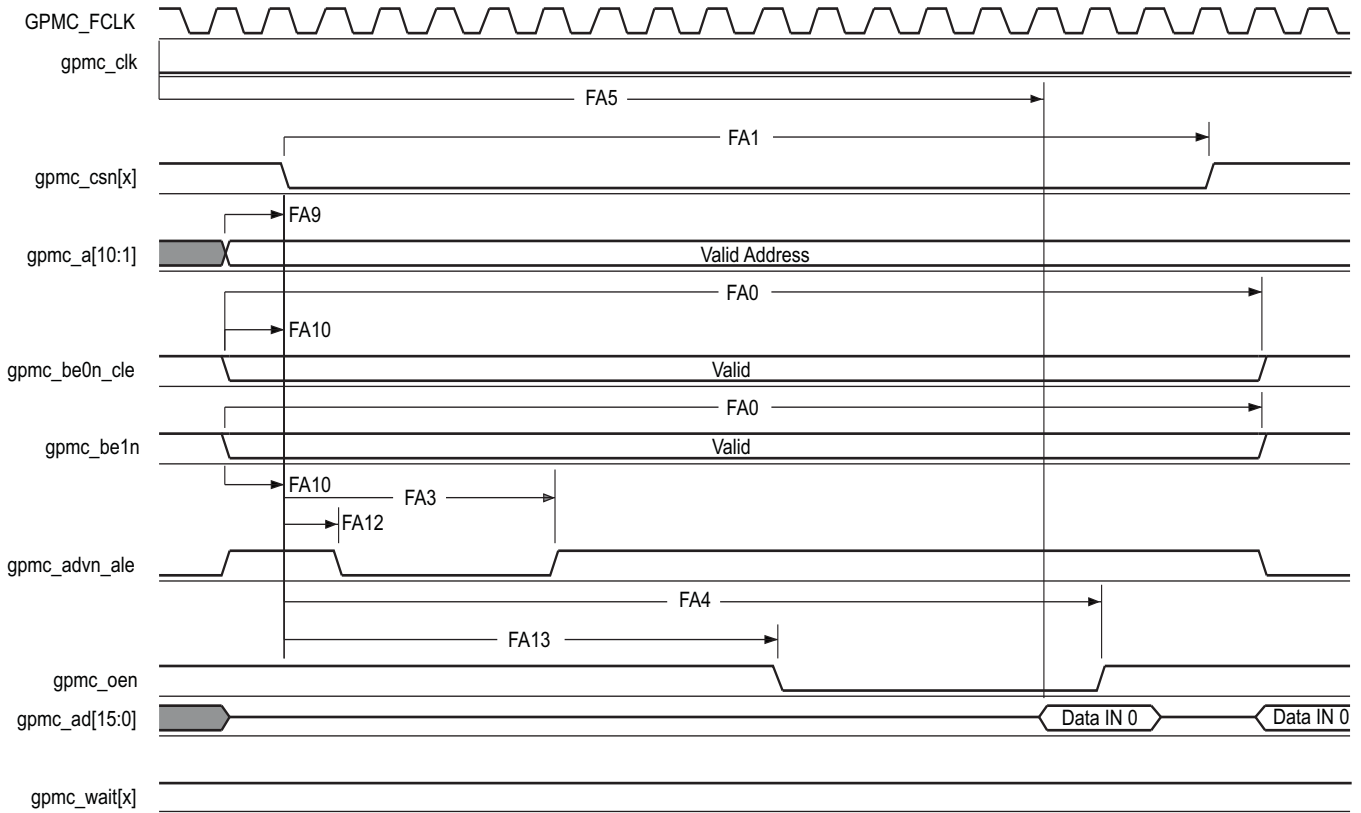 GPMC_FCLK
gpmc_clk
FA5
FA1
gpmc_csn[x]
FA9
gpmc_a[10:1]
Valid Address
FA0
FA10
gpmc_be0n_cle
Valid
FA0
gpmc_be1n
Valid
FA10
FA3
FA12
gpmc_advn_ale
FA4
FA13
gpmc_oen
gpmc_ad[15:0]
Data IN 0
Data IN 0
gpmc_wait[x]